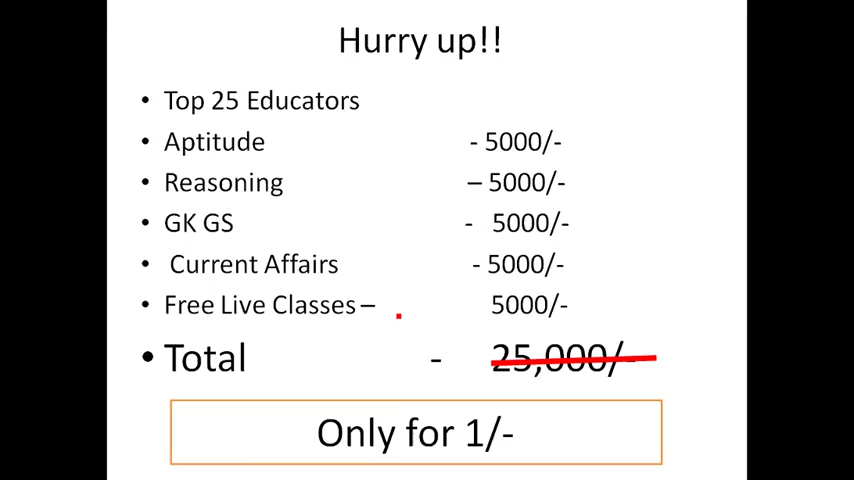 Hurry up!!
• Top 25 Educators
• Aptitude - 5000/-
• Reasoning – 5000/-
• GK GS - 5000/-
• Current Affairs - 5000/-
• Free Live Classes – 5000/-
• Total - 25,000/-
Only for 1/-